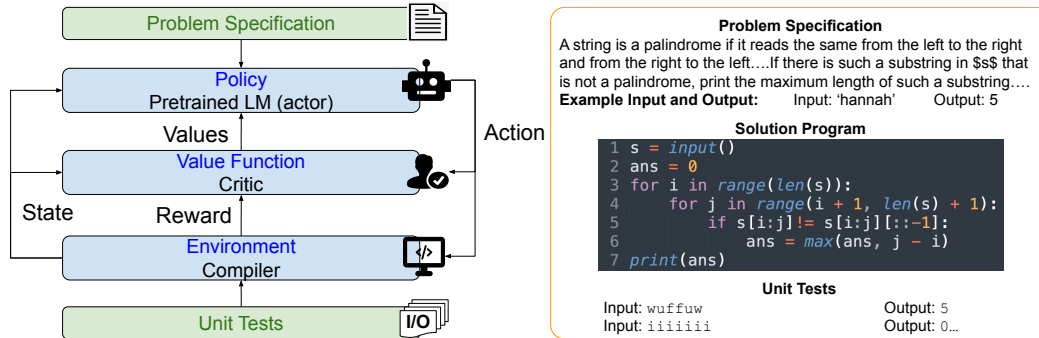 Problem Specification
Policy
Pretrained LM (actor)
Values
Action
Value Function
Critic
State
Reward
Environment
Compiler
</>
Unit Tests
I/O
Problem Specification
A string is a palindrome if it reads the same from the left to the right
and from the right to the left….If there is such a substring in $s$ that
is not a palindrome, print the maximum length of such a substring….
Example Input and Output: Input: ‘hannah’ Output: 5
Solution Program
1 s = input()
2 ans = 0
3 for i in range(len(s)):
4 for j in range(i + 1, len(s) + 1):
5 if s[i:j]!= s[i:j][::-1]:
6 ans = max(ans, j - i)
7 print(ans)
Unit Tests
Input: wuffuw Output: 5
Input: iiiiiii Output: 0…